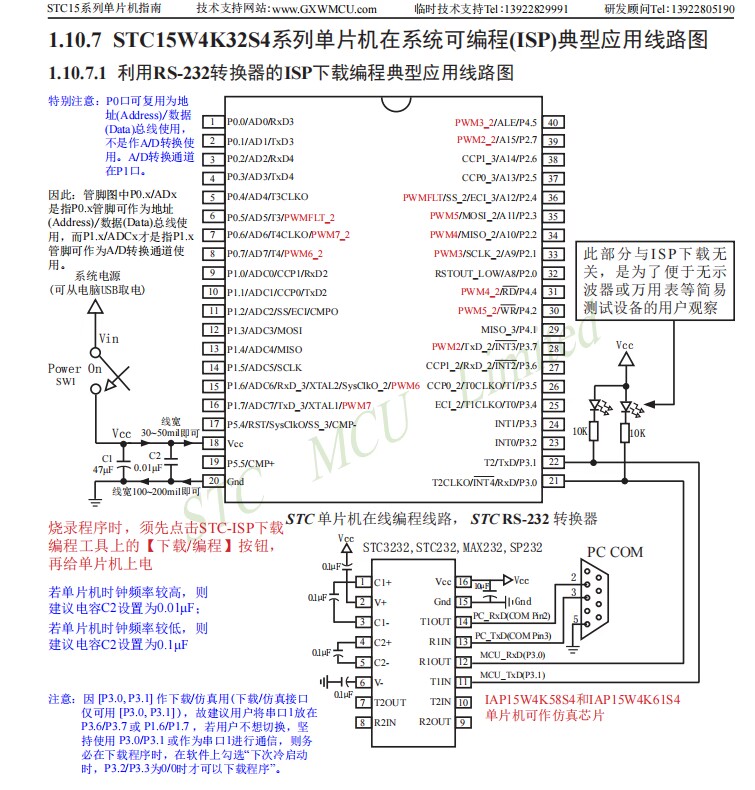 STC15系列单片机指南 技术支持网站:www.GXWMCU.com 临时技术支持Tel:13922829991 研发顾问Tel:13922805190
1.10.7 STC15W4K32S4系列单片机在系统可编程(ISP)典型应用线路图
1.10.7.1 利用RS-232转换器的ISP下载编程典型应用线路图
特别注意：P0口可复用为地
址(Address)/数据
(Data)总线使用，
不是作A/D转换使
用。A/D转换通道
在P1口。
因此：管脚图中P0.x/ADx
是指P0.x管脚可作为地址
(Address)/数据(Data)总线使
用，而P1.x/ADCx才是指P1.x
管脚可作为A/D转换通道使
用。
系统电源
(可从电脑USB取电)
Vin
Power On
SW1
Vcc
线宽
30~50mil即可
C1
47μF
C2
0.01μF
线宽100~200mil即可
1 P0.0/AD0/RxD3
2 P0.1/AD1/TxD3
3 P0.2/AD2/RxD4
4 P0.3/AD3/TxD4
5 P0.4/AD4/T3CLKO
6 P0.5/AD5/T3/PWMFLT_2
7 P0.6/AD6/T4CLKO/PWM7_2
8 P0.7/AD7/T4/PWM6_2
9 P1.0/ADC0/CCP1/RxD2
10 P1.1/ADC1/CCP0/TxD2
11 P1.2/ADC2/SS/ECI/CMPO
12 P1.3/ADC3/MOSI
13 P1.4/ADC4/MISO
14 P1.5/ADC5/SCLK
15 P1.6/ADC6/RxD_3/XTAL2/SysClkO_2/PWM6
16 P1.7/ADC7/TxD_3/XTAL1/PWM7
17 P5.4/RST/SysClkO/SS_3/CMP-
18 Vcc
19 P5.5/CMP+
20 Gnd
PWM3_2/ALE/P4.5 40
PWM2_2/A15/P2.7 39
CCP1_3/A14/P2.6 38
CCP0_3/A13/P2.5 37
PWMFLT/SS_2/ECI_3/A12/P2.4 36
PWM5/MOSI_2/A11/P2.3 35
PWM4/MISO_2/A10/P2.2 34
PWM3/SCLK_2/A9/P2.1 33
RSTOUT_LOW/A8/P2.0 32
PWM4_2/RD/P4.4 31
PWM5_2/WR/P4.2 30
MISO_3/P4.1 29
PWM2/TxD_2/INT3/P3.7 28
CCP1_2/RxD_2/INT2/P3.6 27
CCP0_2/T0CLKO/T1/P3.5 26
ECI_2/T1CLKO/T0/P3.4 25
INT1/P3.3 24
INT0/P3.2 23
T2/TxD/P3.1 22
T2CLKO/INT4/RxD/P3.0 21
此部分与ISP下载无
关，是为了便于无示
波器或万用表等简易
测试设备的用户观察
Vcc
10K
10K
STC MCU Limited
STC 单片机在线编程线路， STC RS-232 转换器
烧录程序时，须先点击STC-ISP下载
编程工具上的【下载/编程】按钮，
再给单片机上电
若单片机时钟频率较高，则
建议电容C2设置为0.01μF；
若单片机时钟频率较低，则
建议电容C2设置为0.1μF
STC3232,STC232,MAX232,SP232
PC COM
Vcc
0.1μF
0.1μF
0.1μF
0.1μF
1 C1+
2 V+
3 C1-
4 C2+
5 C2-
6 V-
7 T2OUT
8 R2IN
Vcc 16
Gnd 15
T1OUT 14
R1IN 13
R1OUT 12
T1IN 11
T2IN 10
R2OUT 9
Vcc
10μF
Gnd
PC_RxD(COM Pin2)
PC_TxD(COM Pin3)
MCU_RxD(P3.0)
MCU_TxD(P3.1)
2
3
5
IAP15W4K58S4和IAP15W4K61S4
单片机可作仿真芯片
注意：因 [P3.0, P3.1] 作下载/仿真用(下载/仿真接口
仅可用 [P3.0, P3.1] )，故建议用户将串口1放在
P3.6/P3.7 或 P1.6/P1.7 ，若用户不想切换，坚
持使用 P3.0/P3.1 或作为串口1进行通信，则务
必在下载程序时，在软件上勾选“下次冷启动
时，P3.2/P3.3为0/0时才可以下载程序”。